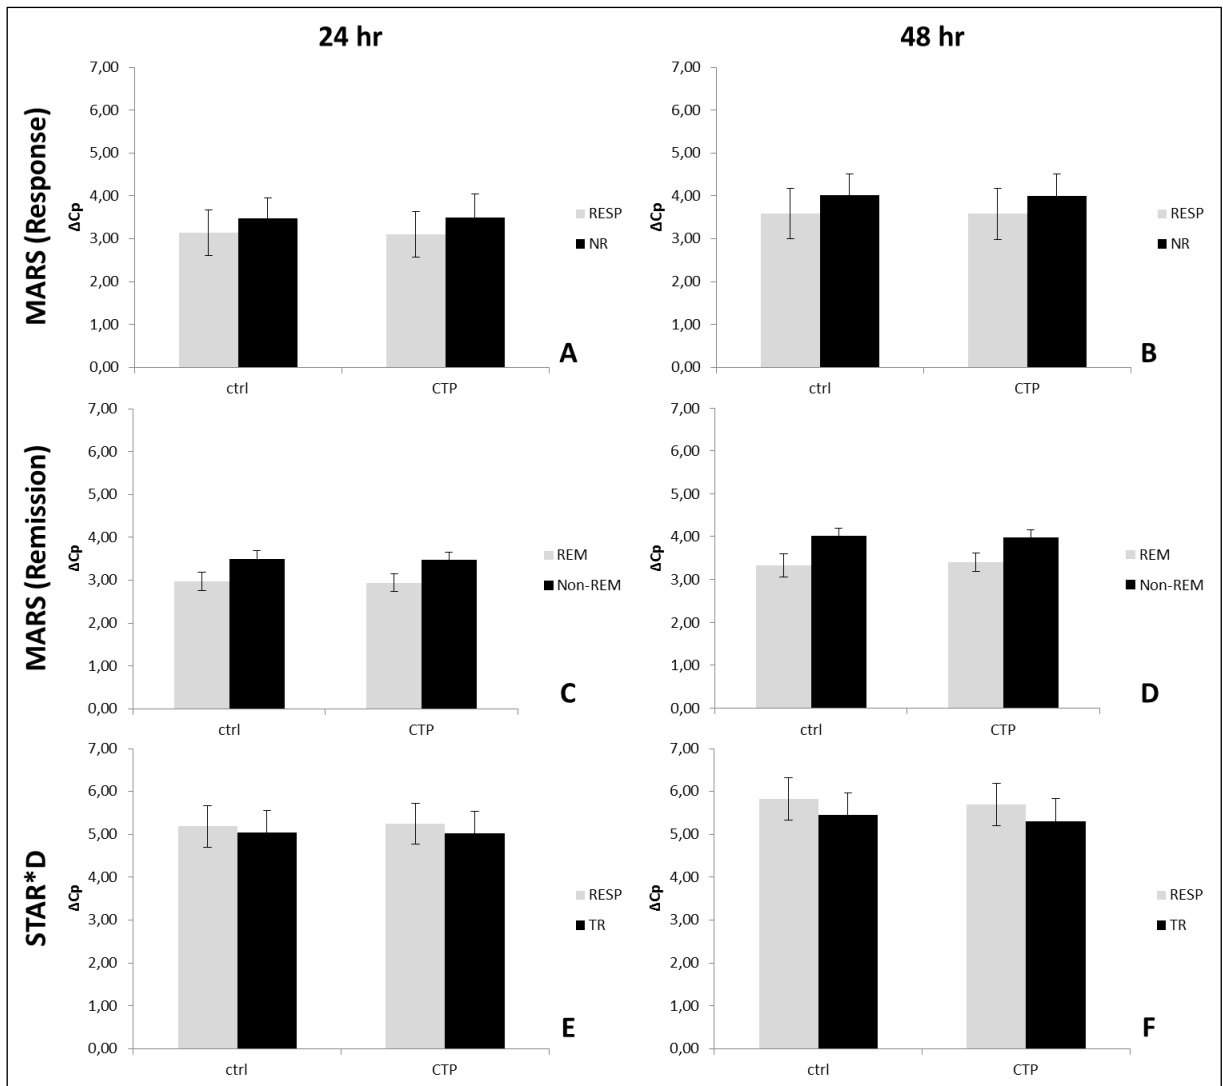 24 hr
48 hr
MARS (Response)
7,00
6,00
5,00
4,00
3,00
2,00
1,00
0,00
ΔCp
ctrl
CTP
RESP
NR
A
7,00
6,00
5,00
4,00
3,00
2,00
1,00
0,00
ΔCp
ctrl
CTP
RESP
NR
B
MARS (Remission)
7,00
6,00
5,00
4,00
3,00
2,00
1,00
0,00
ΔCp
ctrl
CTP
REM
Non-REM
C
7,00
6,00
5,00
4,00
3,00
2,00
1,00
0,00
ΔCp
ctrl
CTP
REM
Non-REM
D
STAR*D
7,00
6,00
5,00
4,00
3,00
2,00
1,00
0,00
ΔCp
ctrl
CTP
RESP
TR
E
7,00
6,00
5,00
4,00
3,00
2,00
1,00
0,00
ΔCp
ctrl
CTP
RESP
TR
F